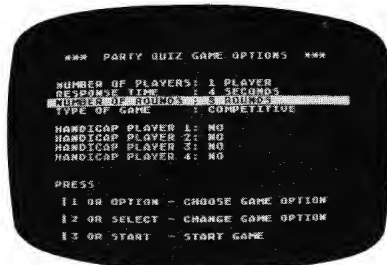 *** PARTY QUIZ GAME OPTIONS ***
NUMBER OF PLAYERS: 1 PLAYER
RESPONSE TIME : 4 SECONDS
NUMBER OF ROUNDS : 8 ROUNDS
TYPE OF GAME : COMPETITIVE
HANDICAP PLAYER 1: NO
HANDICAP PLAYER 2: NO
HANDICAP PLAYER 3: NO
HANDICAP PLAYER 4: NO
PRESS
1 OR OPTION - CHOOSE GAME OPTION
2 OR SELECT - CHANGE GAME OPTION
3 OR START - START GAME